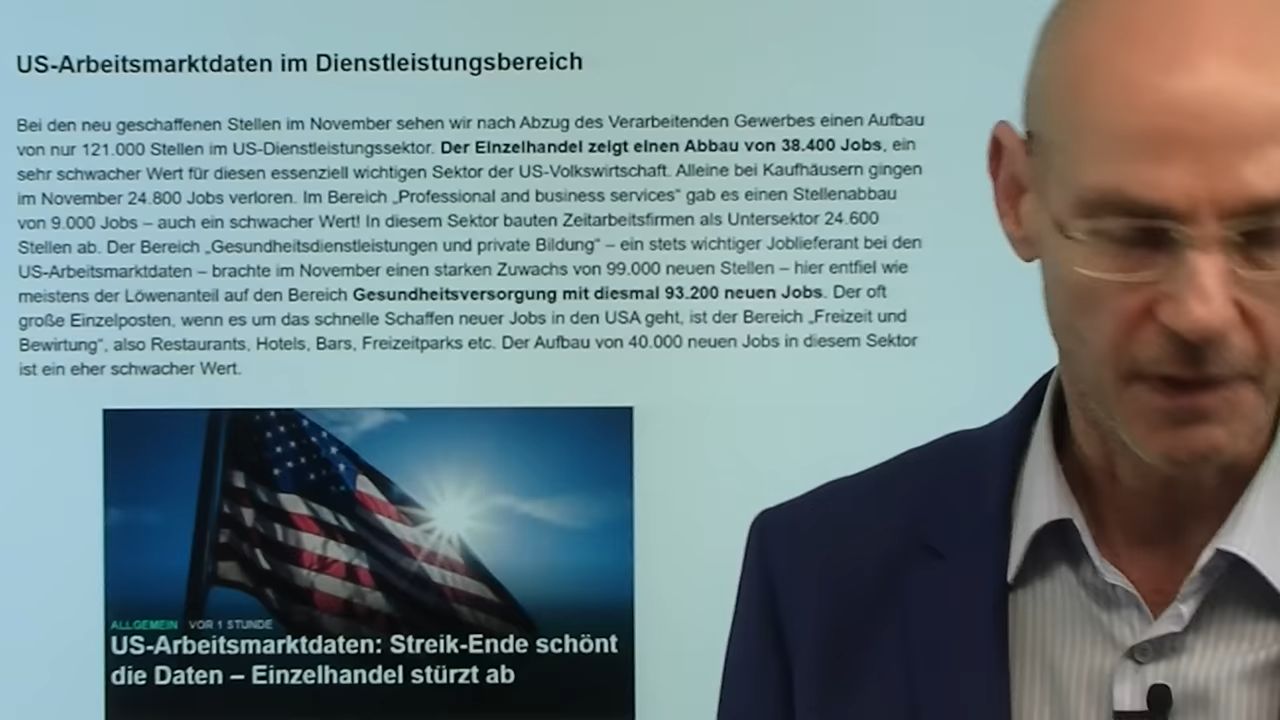 US-Arbeitsmarktdaten im Dienstleistungsbereich
Bei den neu geschaffenen Stellen im November sehen wir nach Abzug des Verarbeitenden Gewerbes einen Aufbau
von nur 121.000 Stellen im US-Dienstleistungssektor. Der Einzelhandel zeigt einen Abbau von 38.400 Jobs, ein
sehr schwacher Wert für diesen essenziell wichtigen Sektor der US-Volkswirtschaft. Alleine bei Kaufhäusern gingen
im November 24.800 Jobs verloren. Im Bereich „Professional and business services“ gab es einen Stellenabbau
von 9.000 Jobs – auch ein schwacher Wert! In diesem Sektor bauten Zeitarbeitsfirmen als Untersektor 24.600
Stellen ab. Der Bereich „Gesundheitsdienstleistungen und private Bildung“ – ein stets wichtiger Joblieferant bei den
US-Arbeitsmarktdaten – brachte im November einen starken Zuwachs von 99.000 neuen Stellen – hier entfiel wie
meistens der Löwenanteil auf den Bereich Gesundheitsversorgung mit diesmal 93.200 neuen Jobs. Der oft
große Einzelposten, wenn es um das schnelle Schaffen neuer Jobs in den USA geht, ist der Bereich „Freizeit und
Bewirtung“, also Restaurants, Hotels, Bars, Freizeitparks etc. Der Aufbau von 40.000 neuen Jobs in diesem Sektor
ist ein eher schwacher Wert.
ALLGEMEIN VOR 1 STUNDE
US-Arbeitsmarktdaten: Streik-Ende schönt
die Daten – Einzelhandel stürzt ab